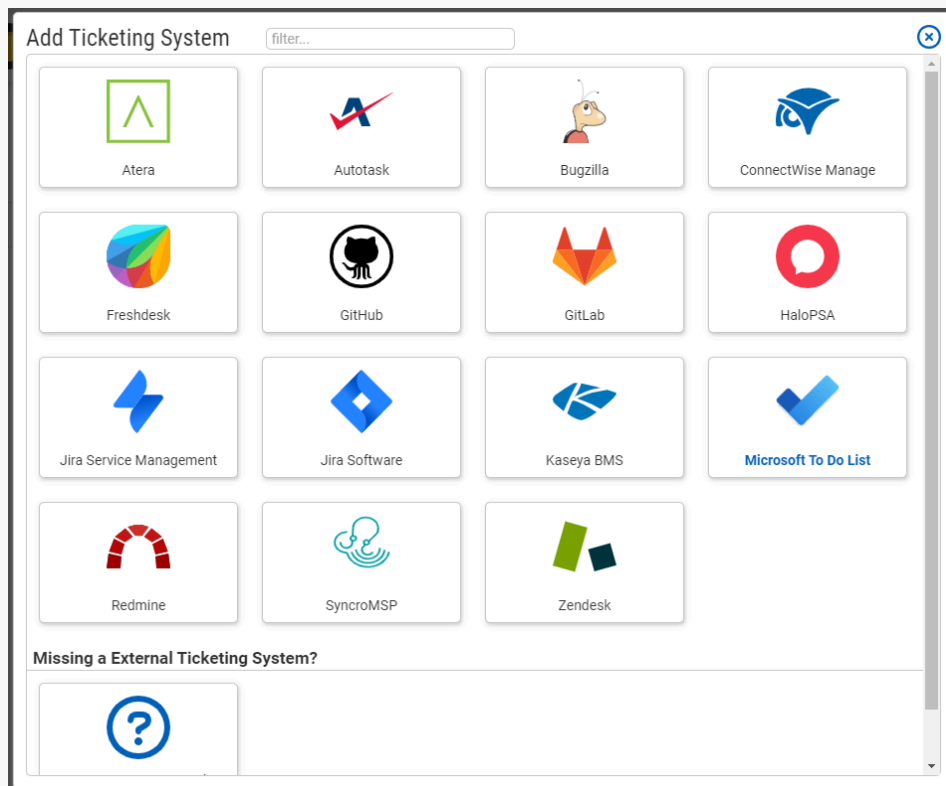 Add Ticketing System
filter...
Atera
Autotask
Bugzilla
ConnectWise Manage
Freshdesk
GitHub
GitLab
HaloPSA
Jira Service Management
Jira Software
Kaseya BMS
Microsoft To Do List
Redmine
SyncroMSP
Zendesk
Missing a External Ticketing System?